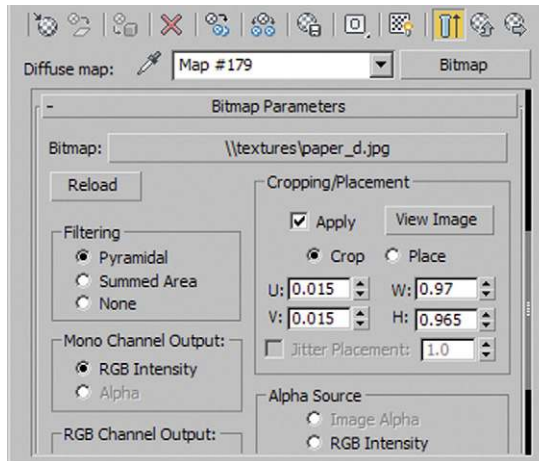 Diffuse map: Map #179 Bitmap
- Bitmap Parameters
Bitmap: \\textures\paper_d.jpg
Reload
Cropping/Placement
Apply View Image
Filtering
Crop Place
Pyramidal
Summed Area
None
U: 0.015 W: 0.97
V: 0.015 H: 0.965
Jitter Placement: 1.0
Mono Channel Output:
RGB Intensity
Alpha
Alpha Source
Image Alpha
RGB Intensity
RGB Channel Output: